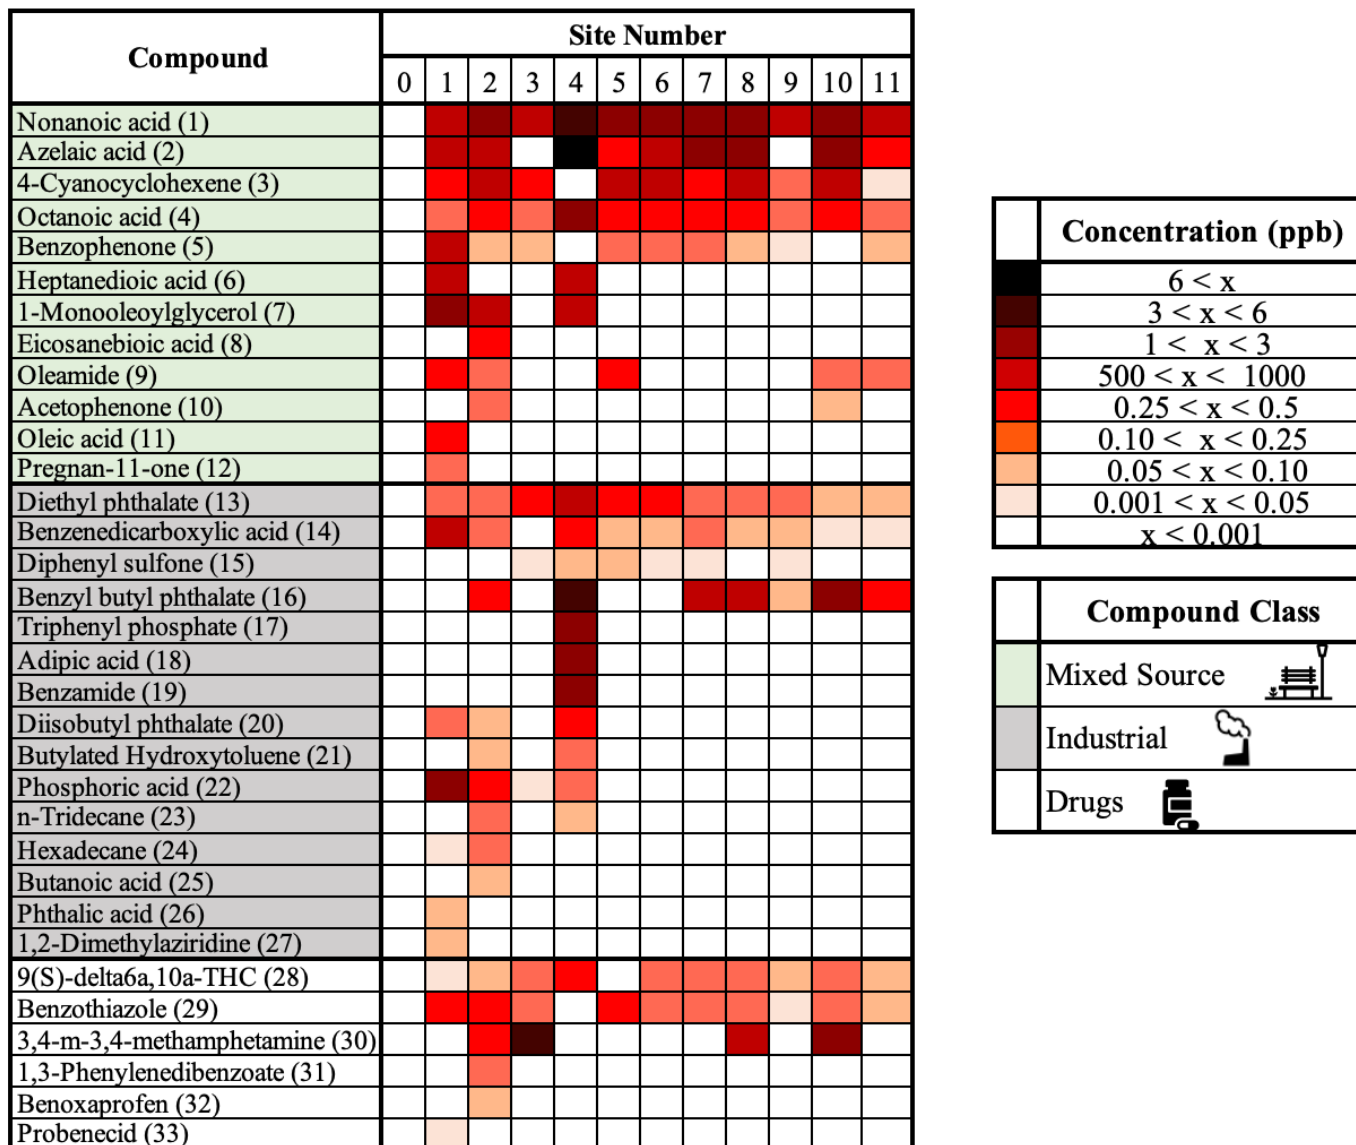 Compound
Site Number
0 1 2 3 4 5 6 7 8 9 10 11
Nonanoic acid (1)
Azelaic acid (2)
4-Cyanocyclohexene (3)
Octanoic acid (4)
Benzophenone (5)
Heptanedioic acid (6)
1-Monooleoylglycerol (7)
Eicosanebioic acid (8)
Oleamide (9)
Acetophenone (10)
Oleic acid (11)
Pregnan-11-one (12)
Diethyl phthalate (13)
Benzenedicarboxylic acid (14)
Diphenyl sulfone (15)
Benzyl butyl phthalate (16)
Triphenyl phosphate (17)
Adipic acid (18)
Benzamide (19)
Diisobutyl phthalate (20)
Butylated Hydroxytoluene (21)
Phosphoric acid (22)
n-Tridecane (23)
Hexadecane (24)
Butanoic acid (25)
Phthalic acid (26)
1,2-Dimethylaziridine (27)
9(S)-delta6a,10a-THC (28)
Benzothiazole (29)
3,4-m-3,4-methamphetamine (30)
1,3-Phenylenedibenzoate (31)
Benoxaprofen (32)
Probenecid (33)
Concentration (ppb)
6 < x
3 < x < 6
1 < x < 3
500 < x < 1000
0.25 < x < 0.5
0.10 < x < 0.25
0.05 < x < 0.10
0.001 < x < 0.05
x < 0.001
Compound Class
Mixed Source
Industrial
Drugs